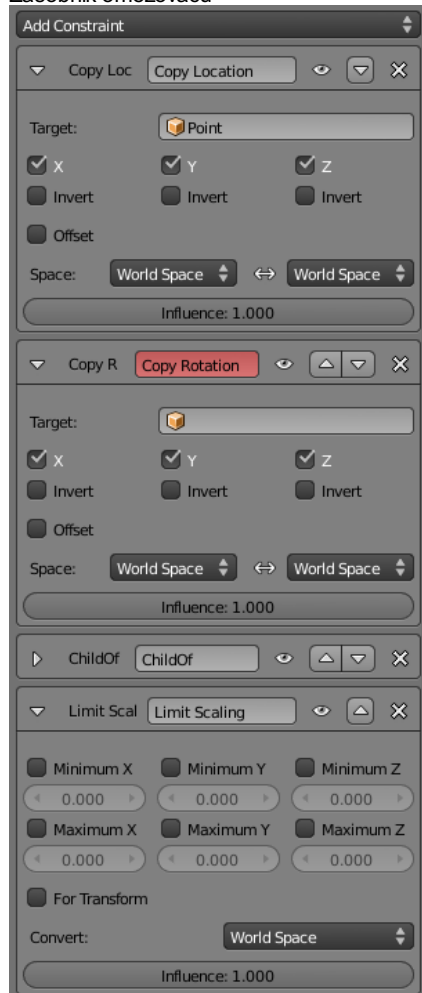 Add Constraint
Copy Loc Copy Location
Target: Point
X Y Z
Invert Invert Invert
Offset
Space: World Space World Space
Influence: 1.000
Copy R Copy Rotation
Target:
X Y Z
Invert Invert Invert
Offset
Space: World Space World Space
Influence: 1.000
ChildOf ChildOf
Limit Scal Limit Scaling
Minimum X Minimum Y Minimum Z
0.000 0.000 0.000
Maximum X Maximum Y Maximum Z
0.000 0.000 0.000
For Transform
Convert: World Space
Influence: 1.000